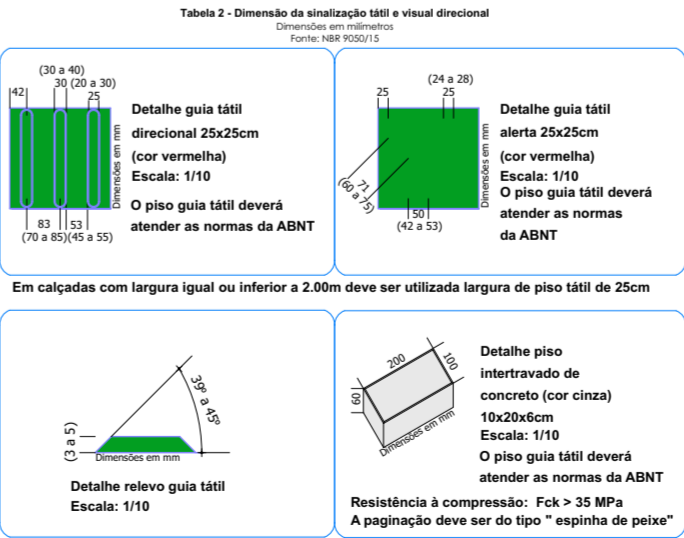 Tabela 2 - Dimensão da sinalização tátil e visual direcional
Dimensões em milímetros
Fonte: NBR 9050/15
(30 a 40)
42
30
(20 a 30)
25
Dimensões em mm
83
53
(70 a 85)
(45 a 55)
Detalhe guia tátil
direcional 25x25cm
(cor vermelha)
Escala: 1/10
O piso guia tátil deverá
atender as normas da ABNT
(24 a 28)
25
25
71
(60 a 75)
50
(42 a 53)
Dimensões em mm
Detalhe guia tátil
alerta 25x25cm
(cor vermelha)
Escala: 1/10
O piso guia tátil deverá
atender as normas
da ABNT
Em calçadas com largura igual ou inferior a 2.00m deve ser utilizada largura de piso tátil de 25cm
39º a 45º
(3 a 5)
Dimensões em mm
Detalhe relevo guia tátil
Escala: 1/10
200
100
60
Dimensões em mm
Detalhe piso
intertravado de
concreto (cor cinza)
10x20x6cm
Escala: 1/10
O piso guia tátil deverá
atender as normas da ABNT
Resistência à compressão: Fck > 35 MPa
A paginação deve ser do tipo " espinha de peixe"